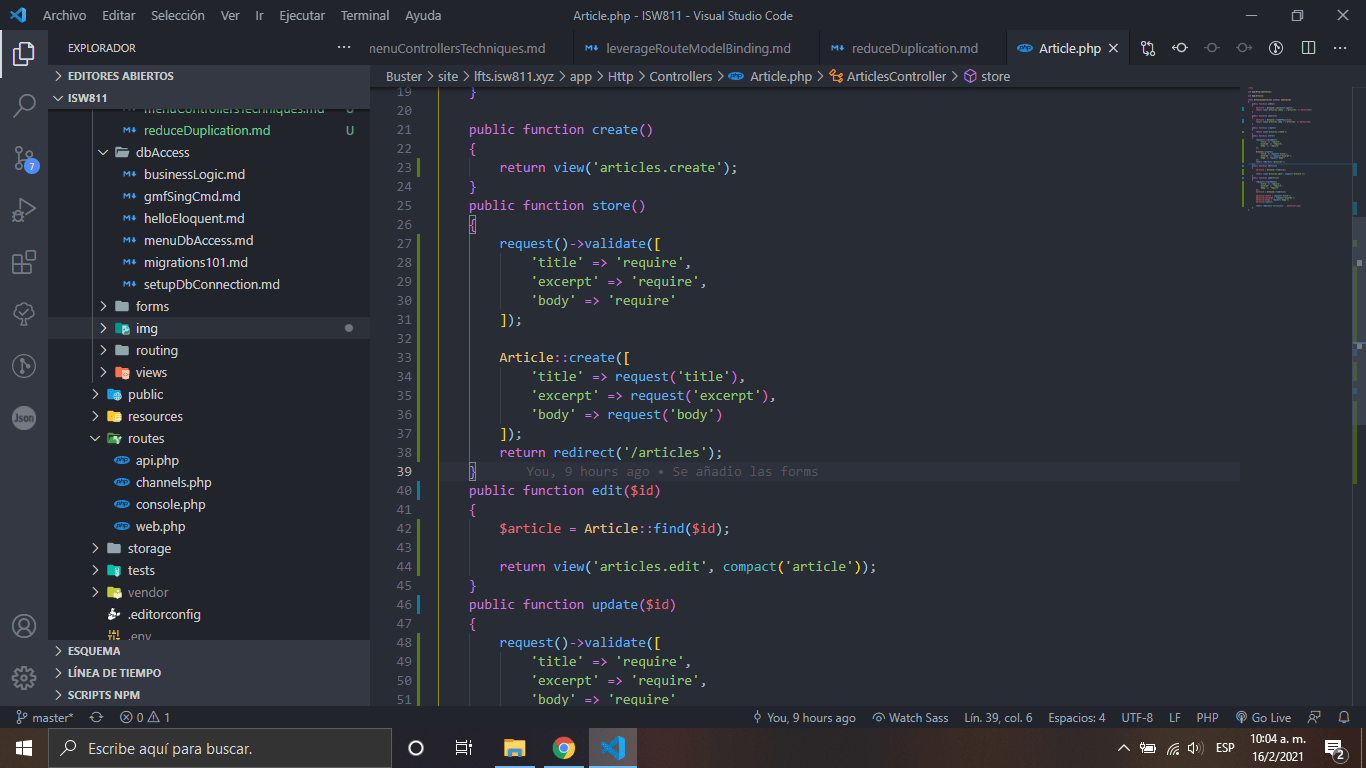 Archivo Editar Selección Ver Ir Ejecutar Terminal Ayuda
Article.php - ISW811 - Visual Studio Code
EXPLORADOR
menuControllersTechniques.md
leverageRouteModelBinding.md
reduceDuplication.md
Article.php
Buster > site > lfts.isw811.xyz > app > Http > Controllers > Article.php > ArticlesController > store
EDITORES ABIERTOS
ISW811
menuControllersTechniques.md U
reduceDuplication.md U
dbAccess
businessLogic.md
gmfSingCmd.md
helloEloquent.md
menuDbAccess.md
migrations101.md
setupDbConnection.md
forms
img
routing
views
public
resources
routes
api.php
channels.php
console.php
web.php
storage
tests
vendor
.editorconfig
.env
ESQUEMA
LÍNEA DE TIEMPO
SCRIPTS NPM
7
Json
19 }
20
21 public function create()
22 {
23 return view('articles.create');
24 }
25 public function store()
26 {
27 request()->validate([
28 'title' => 'require',
29 'excerpt' => 'require',
30 'body' => 'require'
31 ]);
32
33 Article::create([
34 'title' => request('title'),
35 'excerpt' => request('excerpt'),
36 'body' => request('body')
37 ]);
38 return redirect('/articles');
39 } You, 9 hours ago • Se añadio las forms
40 public function edit($id)
41 {
42 $article = Article::find($id);
43
44 return view('articles.edit', compact('article'));
45 }
46 public function update($id)
47 {
48 request()->validate([
49 'title' => 'require',
50 'excerpt' => 'require',
51 'body' => 'require'
master* 0 1 You, 9 hours ago Watch Sass Lín. 39, col. 6 Espacios: 4 UTF-8 LF PHP Go Live
Escribe aquí para buscar.
ESP
10:04 a. m.
16/2/2021
2